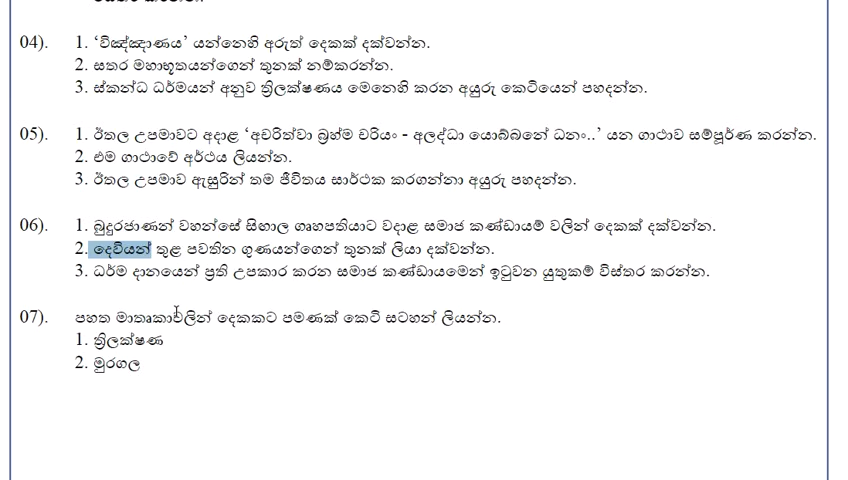 04). 1. ‘විඤ්ඤාණය’ යන්නෙහි අරුත් දෙකක් දක්වන්න.
2. සතර මහාභූතයන්ගෙන් තුනක් නම්කරන්න.
3. ස්කන්ධ ධර්මයන් අනුව ත්‍රිලක්ෂණය මෙනෙහි කරන අයුරු කෙටියෙන් පහදන්න.
05). 1. ඊතල උපමාවට අදාළ ‘අචරිත්වා බ්‍රහ්ම චරියං - අලද්ධා යොබ්බනේ ධනං..’ යන ගාථාව සම්පූර්ණ කරන්න.
2. එම ගාථාවේ අර්ථය ලියන්න.
3. ඊතල උපමාව ඇසුරින් තම ජීවිතය සාර්ථක කරගන්නා අයුරු පහදන්න.
06). 1. බුදුරජාණන් වහන්සේ සිඟාල ගෘහපතියාට වදාළ සමාජ කණ්ඩායම් වලින් දෙකක් දක්වන්න.
2. දෙවියන් තුළ පවතින ගුණයන්ගෙන් තුනක් ලියා දක්වන්න.
3. ධර්ම දානයෙන් ප්‍රති උපකාර කරන සමාජ කණ්ඩායමෙන් ඉටුවන යුතුකම් විස්තර කරන්න.
07). පහත මාතෘකාවලින් දෙකකට පමණක් කෙටි සටහන් ලියන්න.
1. ත්‍රිලක්ෂණ
2. මුරගල